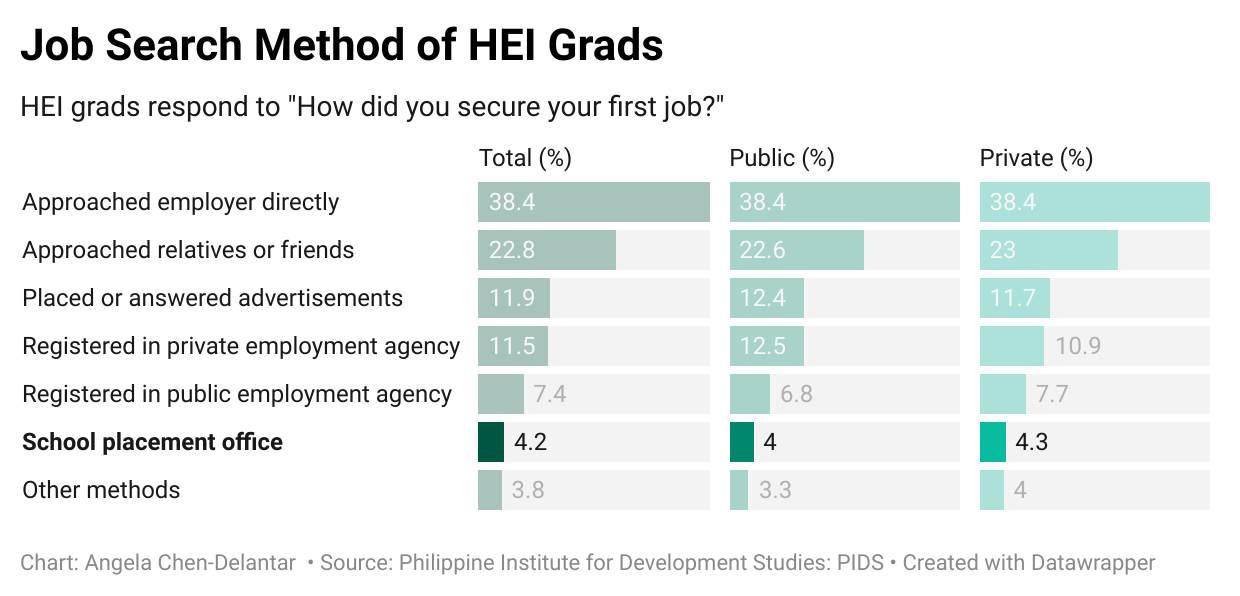 Job Search Method of HEI Grads
HEI grads respond to "How did you secure your first job?"
Total (%) Public (%) Private (%)
Approached employer directly 38.4 38.4 38.4
Approached relatives or friends 22.8 22.6 23
Placed or answered advertisements 11.9 12.4 11.7
Registered in private employment agency 11.5 12.5 10.9
Registered in public employment agency 7.4 6.8 7.7
School placement office 4.2 4 4.3
Other methods 3.8 3.3 4
Chart: Angela Chen-Delantar • Source: Philippine Institute for Development Studies: PIDS • Created with Datawrapper